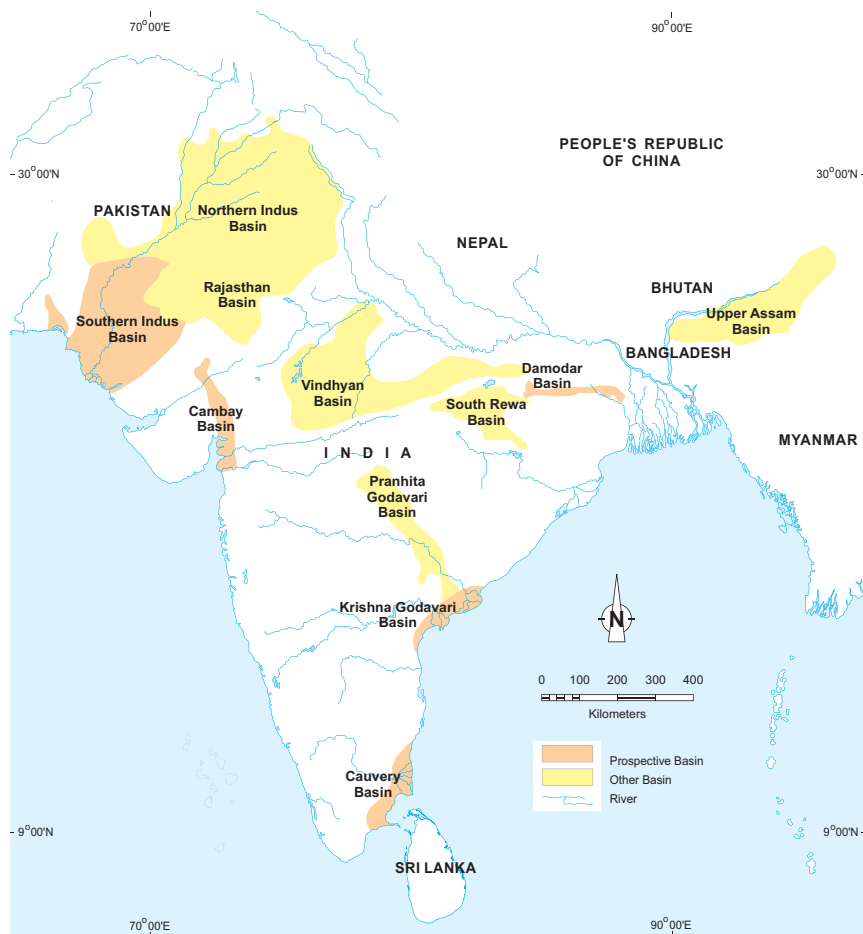 70°00'E
90°00'E
PEOPLE'S REPUBLIC
OF CHINA
30°00'N
30°00'N
PAKISTAN
Northern Indus
Basin
NEPAL
Rajasthan
Basin
BHUTAN
Southern Indus
Basin
Upper Assam
Basin
BANGLADESH
Damodar
Basin
Vindhyan
Basin
Cambay
Basin
South Rewa
Basin
MYANMAR
I N D I A
Pranhita
Godavari
Basin
Krishna Godavari
Basin
N
0 100 200 300 400
Kilometers
Prospective Basin
Other Basin
River
Cauvery
Basin
9°00'N
9°00'N
SRI LANKA
70°00'E
90°00'E